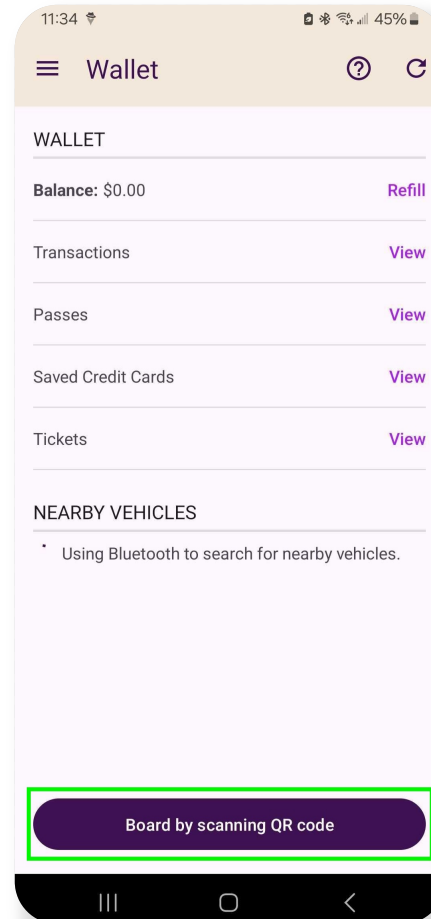 11:34
45%
Wallet
WALLET
Balance: $0.00 Refill
Transactions View
Passes View
Saved Credit Cards View
Tickets View
NEARBY VEHICLES
Using Bluetooth to search for nearby vehicles.
Board by scanning QR code